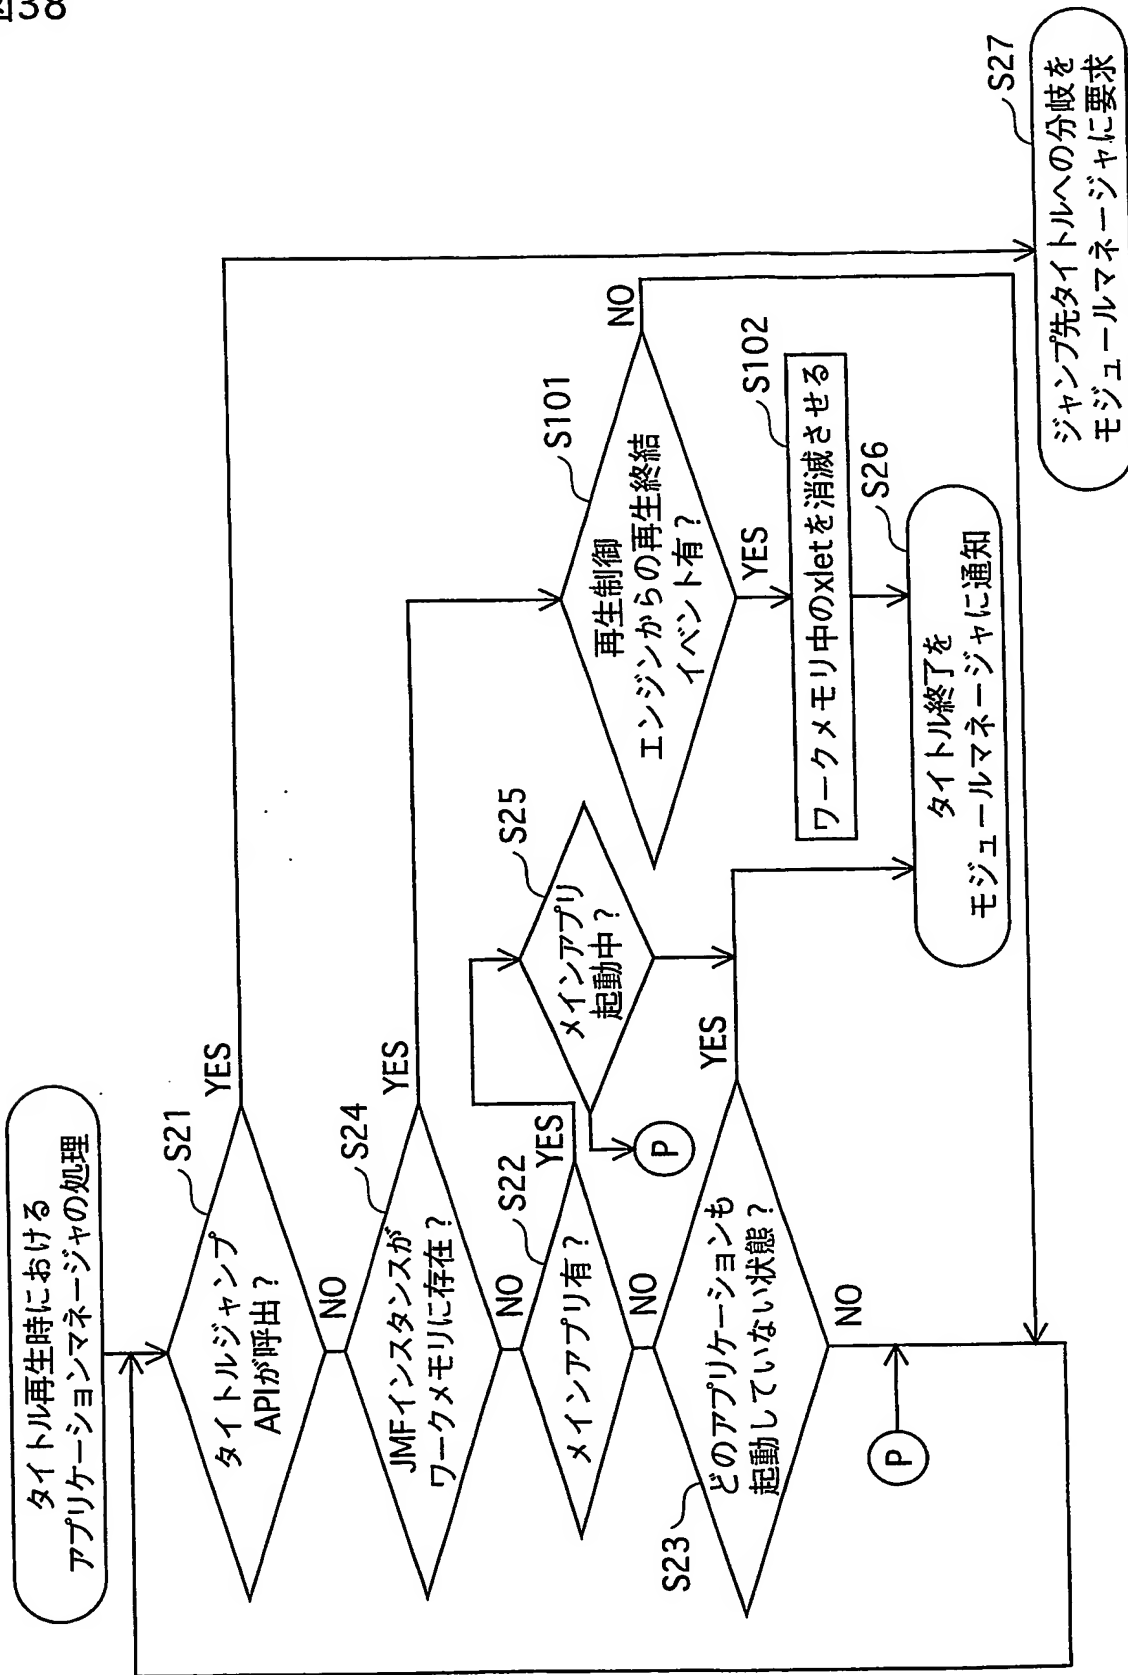 図38
タイトル再生時における
アプリケーションマネージャの処理
S21
タイトルジャンプ
APIが呼出？
YES
NO
S24
JMFインスタンスが
ワークメモリに存在？
YES
NO
S22
メインアプリ有？
YES
NO
S25
メインアプリ
起動中？
P
S23
どのアプリケーションも
起動していない状態？
YES
NO
P
S101
再生制御
エンジンからの再生終結
イベント有？
NO
YES
S102
ワークメモリ中のxletを消滅させる
S26
タイトル終了を
モジュールマネージャに通知
S27
ジャンプ先タイトルへの分岐を
モジュールマネージャに要求